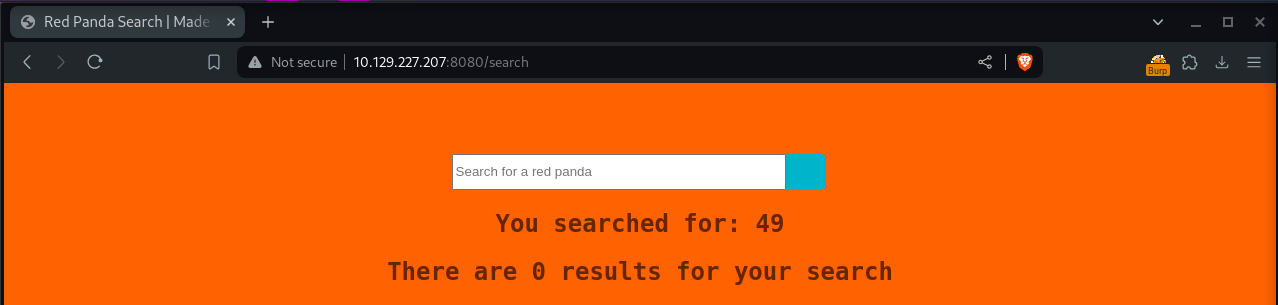 Red Panda Search | Made
Not secure 10.129.227.207:8080/search
Burp
Search for a red panda
You searched for: 49
There are 0 results for your search